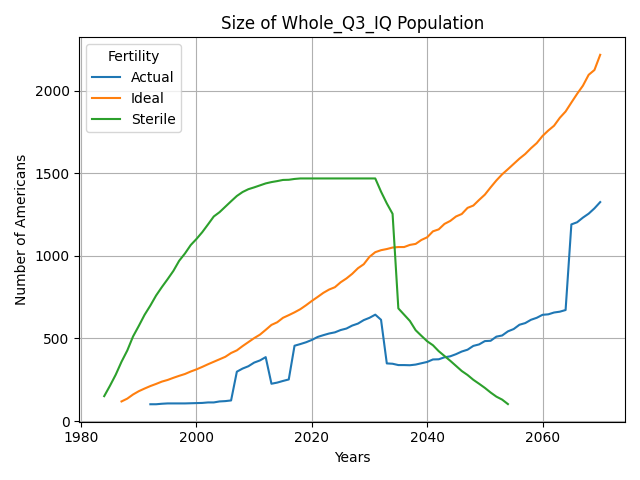 Size of Whole_Q3_IQ Population
Fertility
Actual
Ideal
Sterile
Number of Americans
2000
1500
1000
500
0
1980
2000
2020
2040
2060
Years